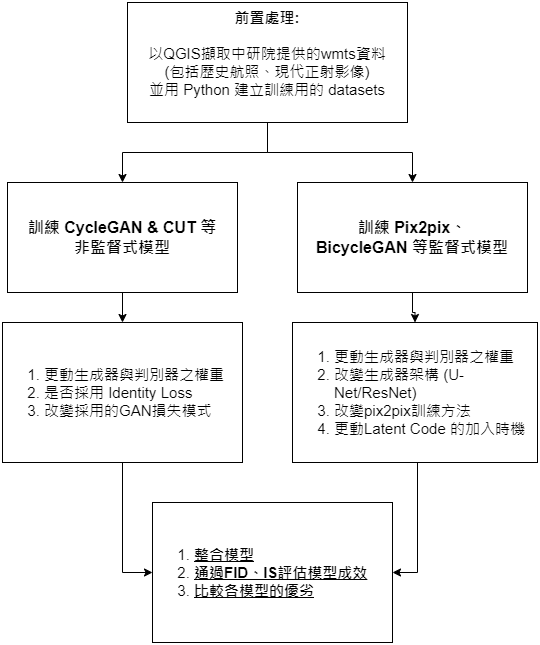 前置處理:
以QGIS擷取中研院提供的wmts資料
(包括歷史航照、現代正射影像)
並用 Python 建立訓練用的 datasets
訓練 CycleGAN & CUT 等
非監督式模型
訓練 Pix2pix、
BicycleGAN 等監督式模型
1. 更動生成器與判別器之權重
2. 是否採用 Identity Loss
3. 改變採用的GAN損失模式
1. 更動生成器與判別器之權重
2. 改變生成器架構 (U-
Net/ResNet)
3. 改變pix2pix訓練方法
4. 更動Latent Code 的加入時機
1. 整合模型
2. 通過FID、IS評估模型成效
3. 比較各模型的優劣